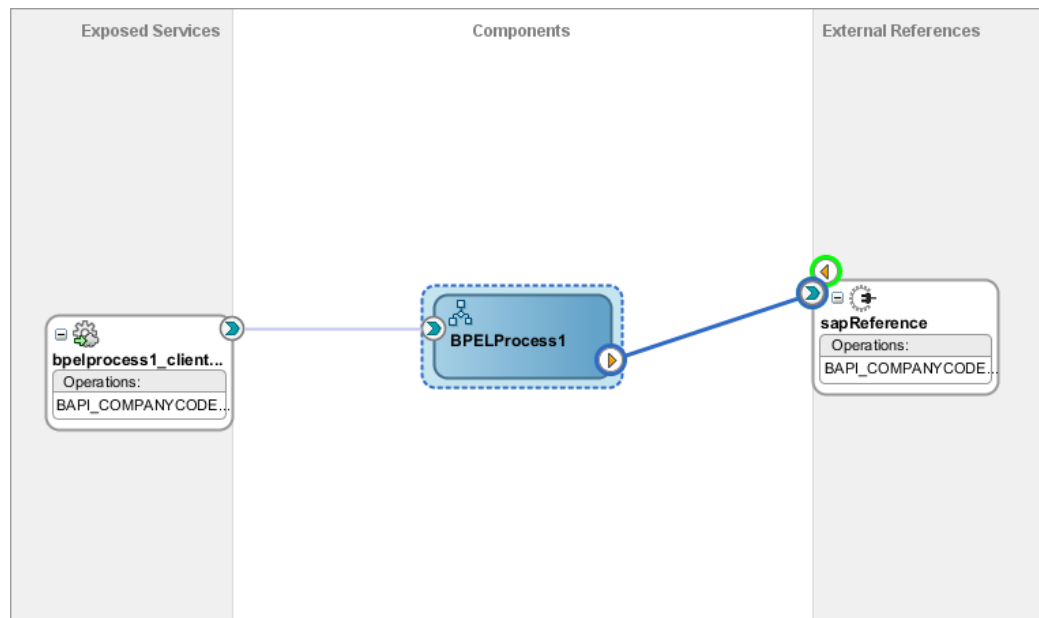 Exposed Services
Components
External References
bpelprocess1_client...
Operations:
BAPI_COMPANYCODE...
BPELProcess1
sapReference
Operations:
BAPI_COMPANYCODE...